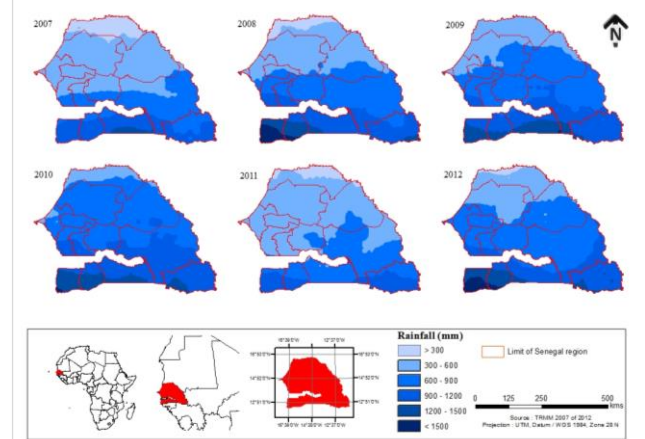 2007
2008
2009
N
2010
2011
2012
Rainfall (mm)
> 300
300 - 600
600 - 900
900 - 1200
1200 - 1500
< 1500
Limit of Senegal region
0 125 250 500
kms
Source : TRMM 2007 of 2012
Projection : UTM, Datum / WGS 1984, Zone 28 N